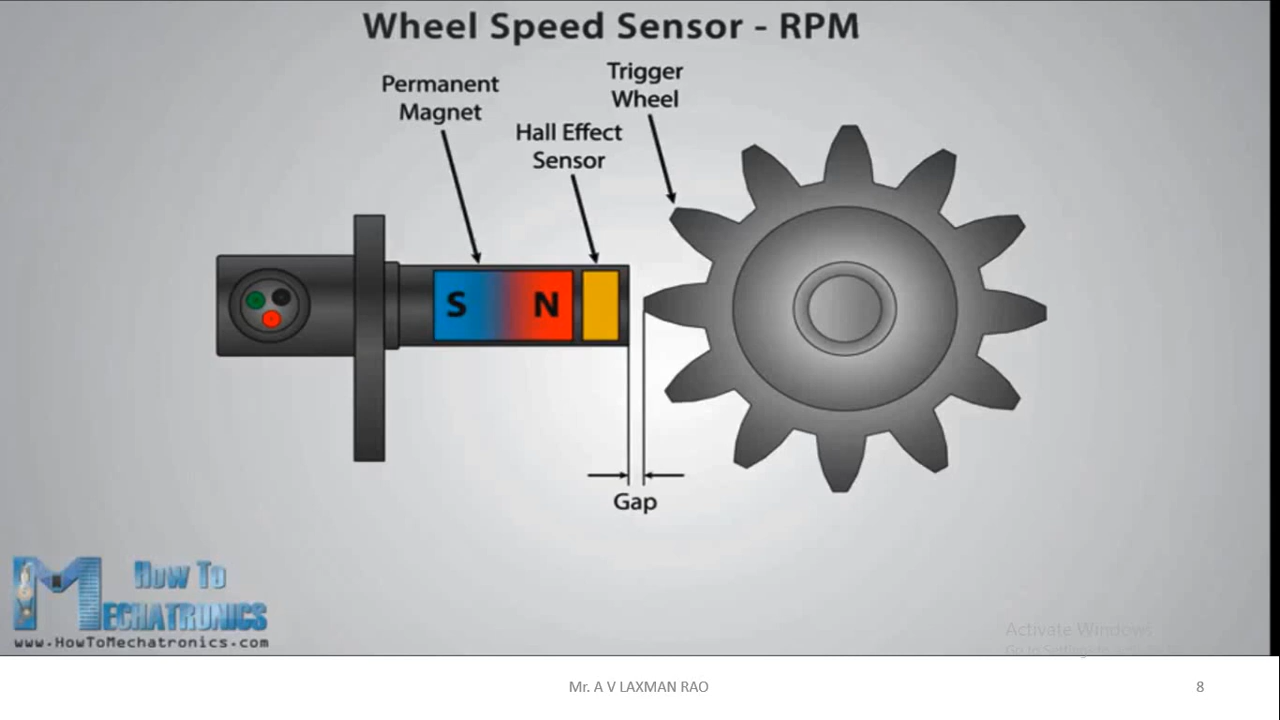 Wheel Speed Sensor - RPM
Permanent
Magnet
Trigger
Wheel
Hall Effect
Sensor
S
N
Gap
How To
Mechatronics
www.HowToMechatronics.com
Activate Windows
Mr. A V LAXMAN RAO
8